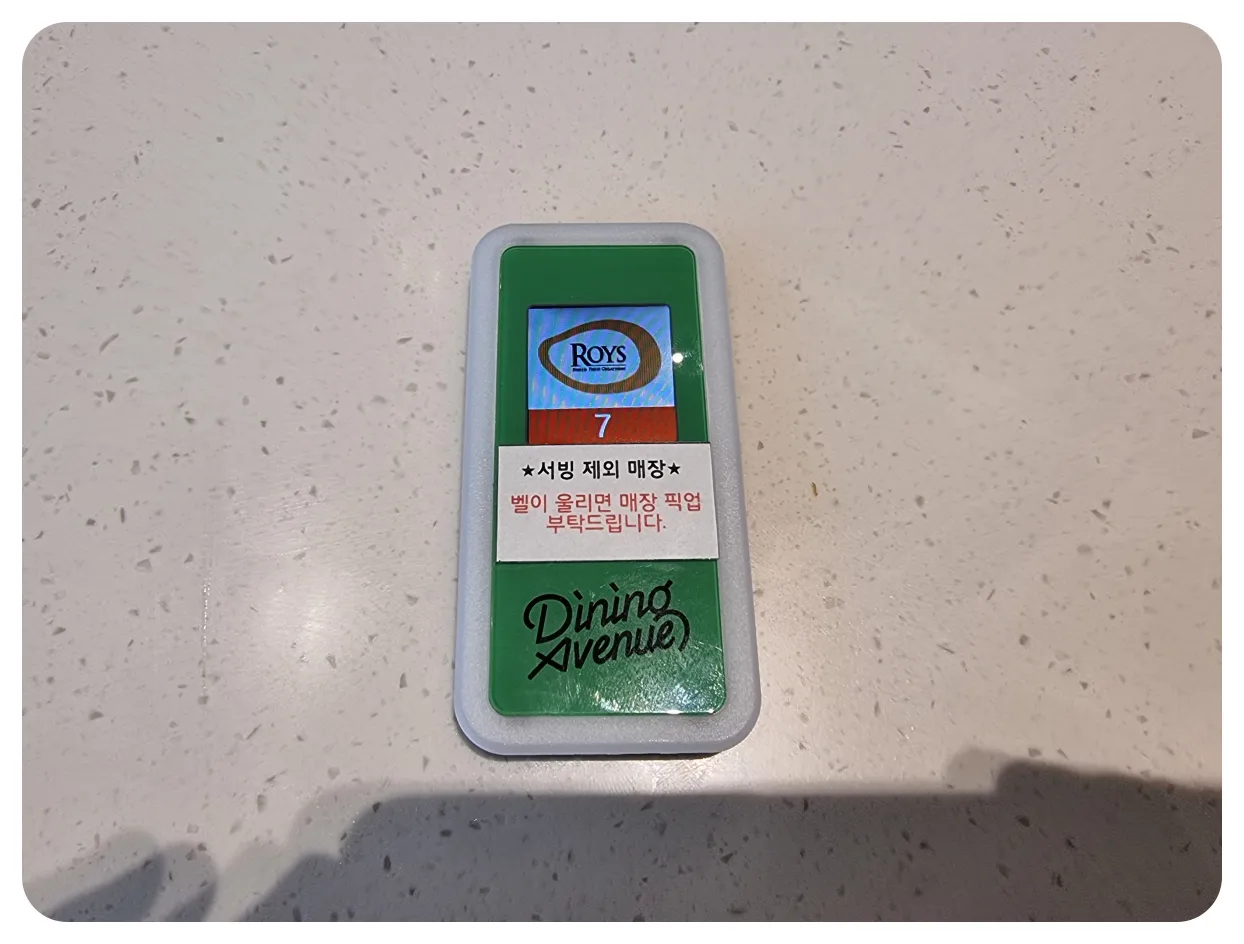 ROYS
7
★서빙 제외 매장★
벨이 울리면 매장 픽업
부탁드립니다.
Dining
Avenue